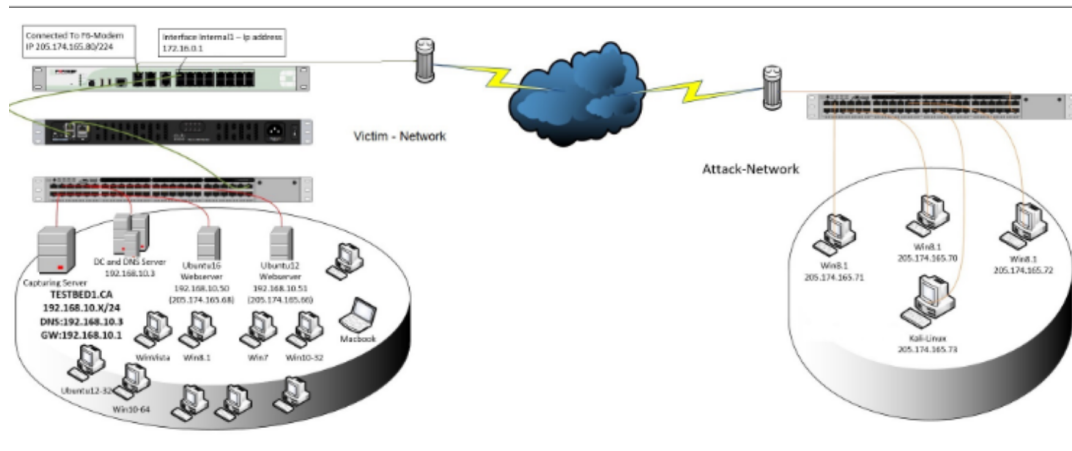 Connected To F6-Modem
IP 205.174.165.80/224
Interface Internal1 – Ip address
172.16.0.1
Victim - Network
Attack-Network
Capturing Server
DC and DNS Server
192.168.10.3
Ubuntu16
Webserver
192.168.10.50
(205.174.165.68)
Ubuntu12
Webserver
192.168.10.51
(205.174.165.66)
TESTBED1.CA
192.168.10.X/24
DNS:192.168.10.3
GW:192.168.10.1
WinVista
Win8.1
Win7
Win10-32
Macbook
Ubuntu12-32
Win10-64
Win8.1
205.174.165.71
Win8.1
205.174.165.70
Win8.1
205.174.165.72
Kali-Linux
205.174.165.73